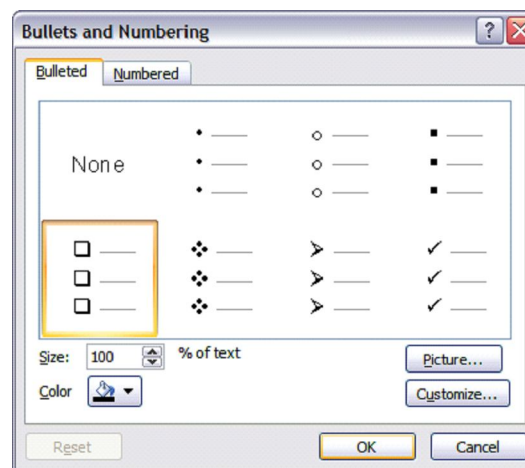 Bullets and Numbering
Bulleted Numbered
None
Size: 100 % of text
Color
Picture...
Customize...
Reset OK Cancel